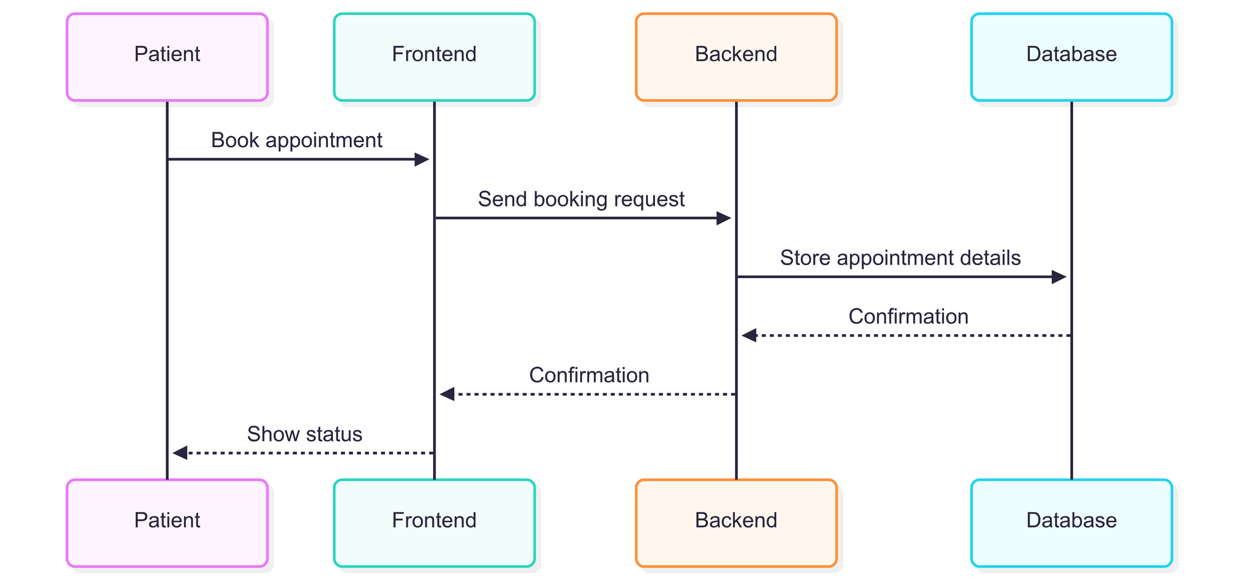 Patient
Frontend
Backend
Database
Book appointment
Send booking request
Store appointment details
Confirmation
Confirmation
Show status
Patient
Frontend
Backend
Database